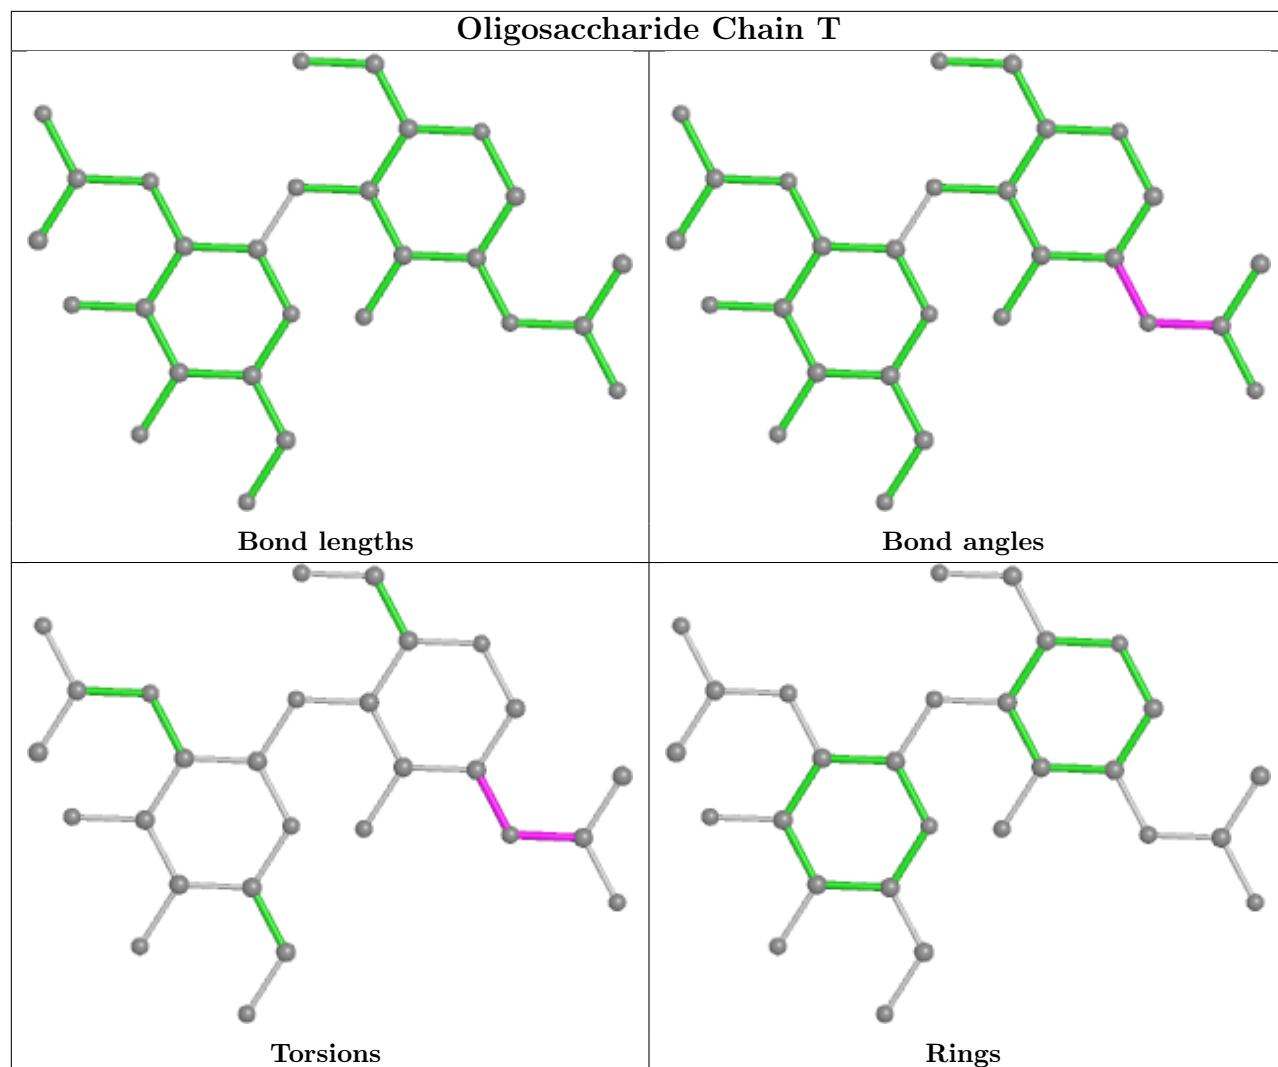 Oligosaccharide Chain T
Bond lengths
Bond angles
Torsions
Rings